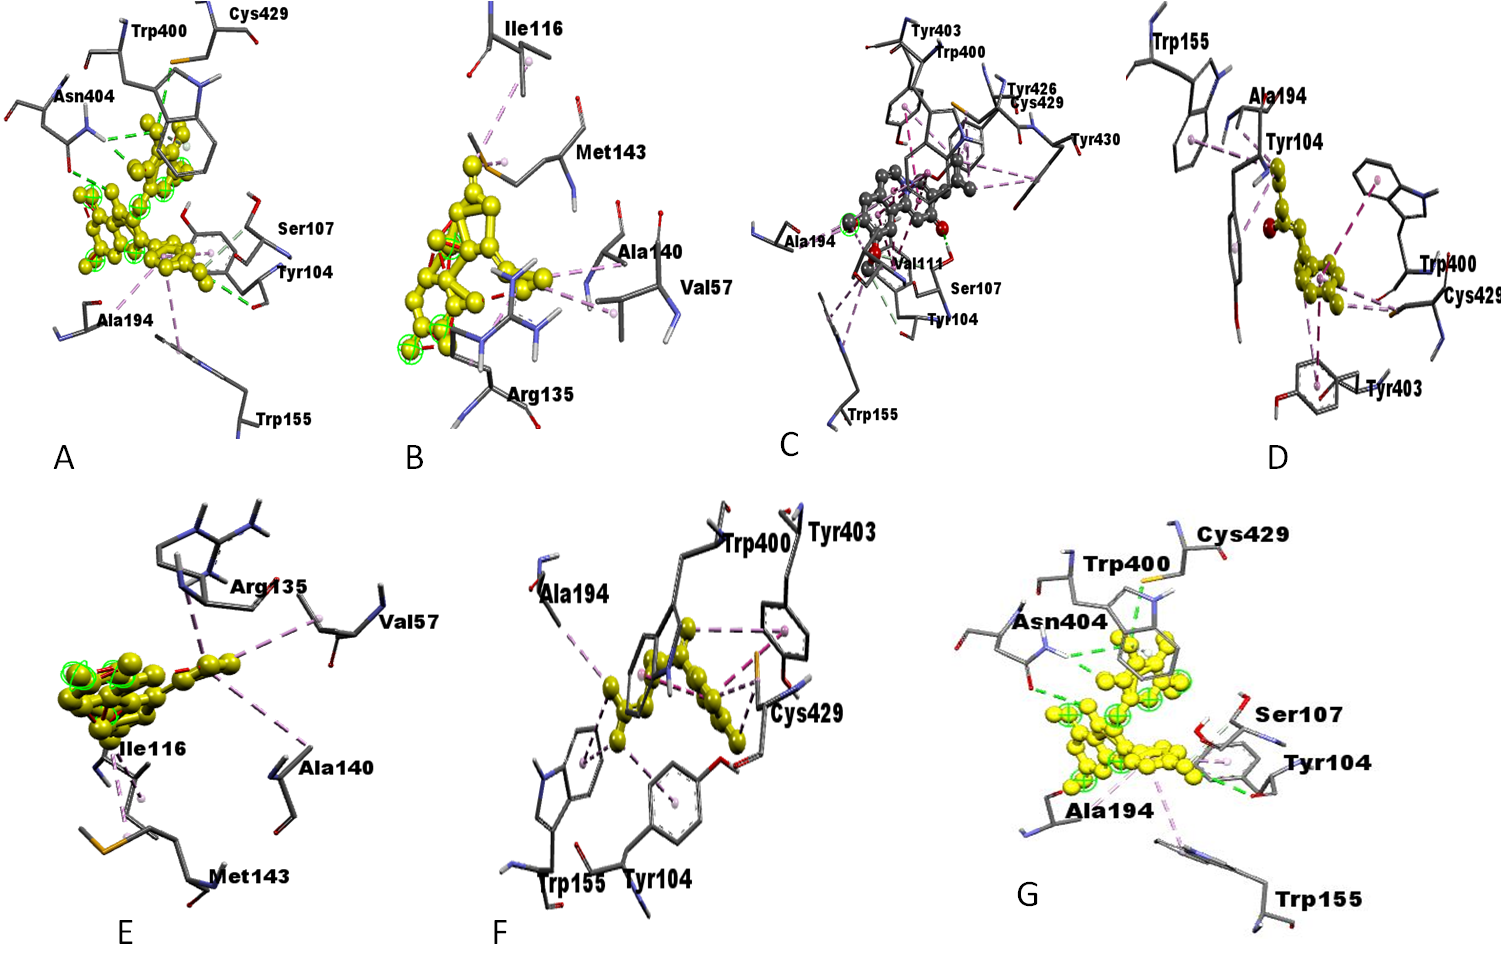 Cys429
Trp400
Asn404
Ser107
Tyr104
Ala194
Trp155
A
Ile116
Met143
Ala140
Val57
Arg135
B
Tyr403
Trp400
Tyr426
Cys429
Tyr430
Ala194
Val111
Ser107
Tyr104
Trp155
C
Trp155
Ala194
Tyr104
Trp400
Cys429
Tyr403
D
Arg135
Val57
Ile116
Ala140
Met143
E
Trp400
Tyr403
Ala194
Cys429
Trp155
Tyr104
F
Cys429
Trp400
Asn404
Ser107
Tyr104
Ala194
Trp155
G